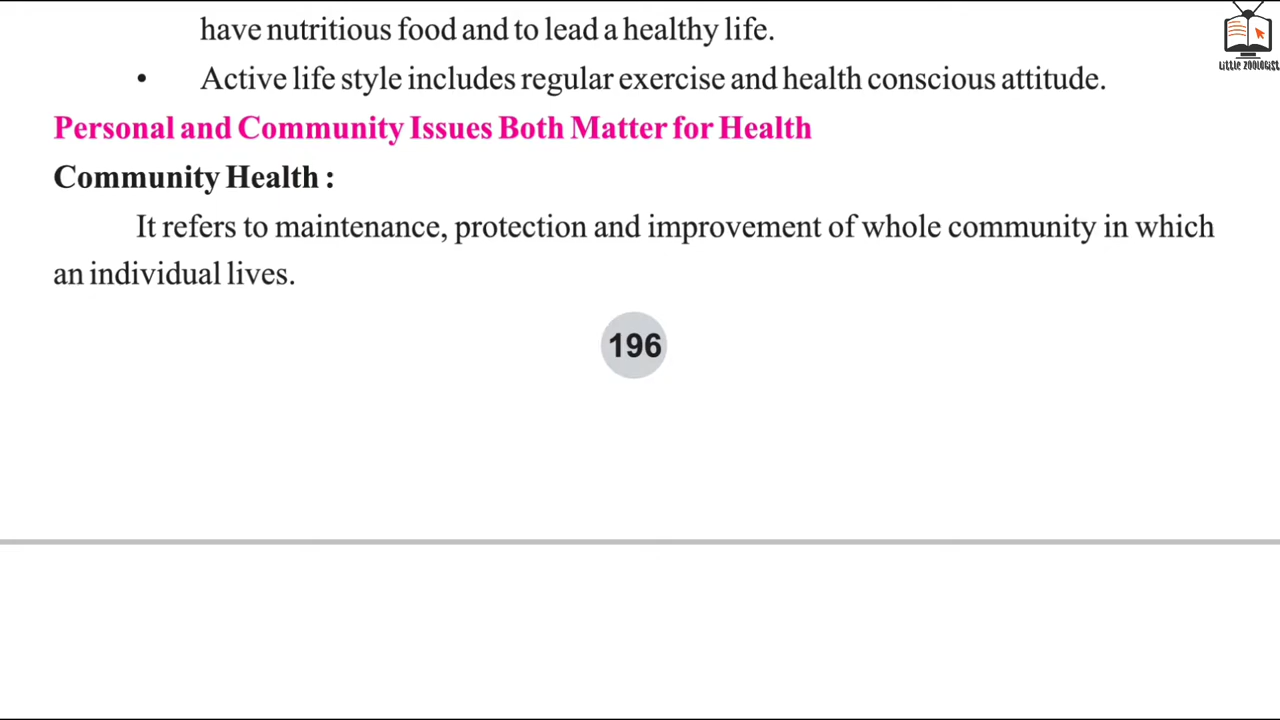 have nutritious food and to lead a healthy life.
• Active life style includes regular exercise and health conscious attitude.
Personal and Community Issues Both Matter for Health
Community Health :
It refers to maintenance, protection and improvement of whole community in which
an individual lives.
196
LITTLE ZOOLOGIST